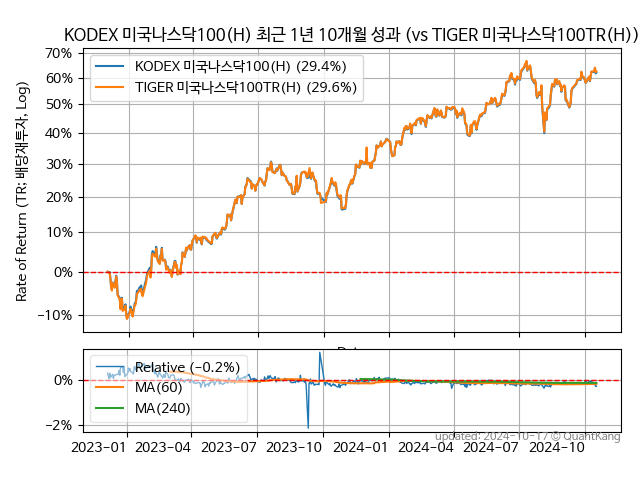 KODEX 미국나스닥100(H) 최근 1년 10개월 성과 (vs TIGER 미국나스닥100TR(H))
Rate of Return (TR; 배당재투자, Log)
70%
60%
50%
40%
30%
20%
10%
0%
−10%
KODEX 미국나스닥100(H) (29.4%)
TIGER 미국나스닥100TR(H) (29.6%)
0%
−2%
Relative (−0.2%)
MA(60)
MA(240)
2023−01 2023−04 2023−07 2023−10 2024−01 2024−04 2024−07 2024−10
updated: 2024−10−17 © QuantKang